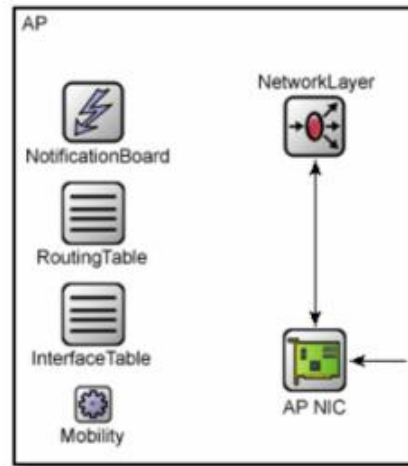 AP
NetworkLayer
NotificationBoard
RoutingTable
InterfaceTable
AP NIC
Mobility